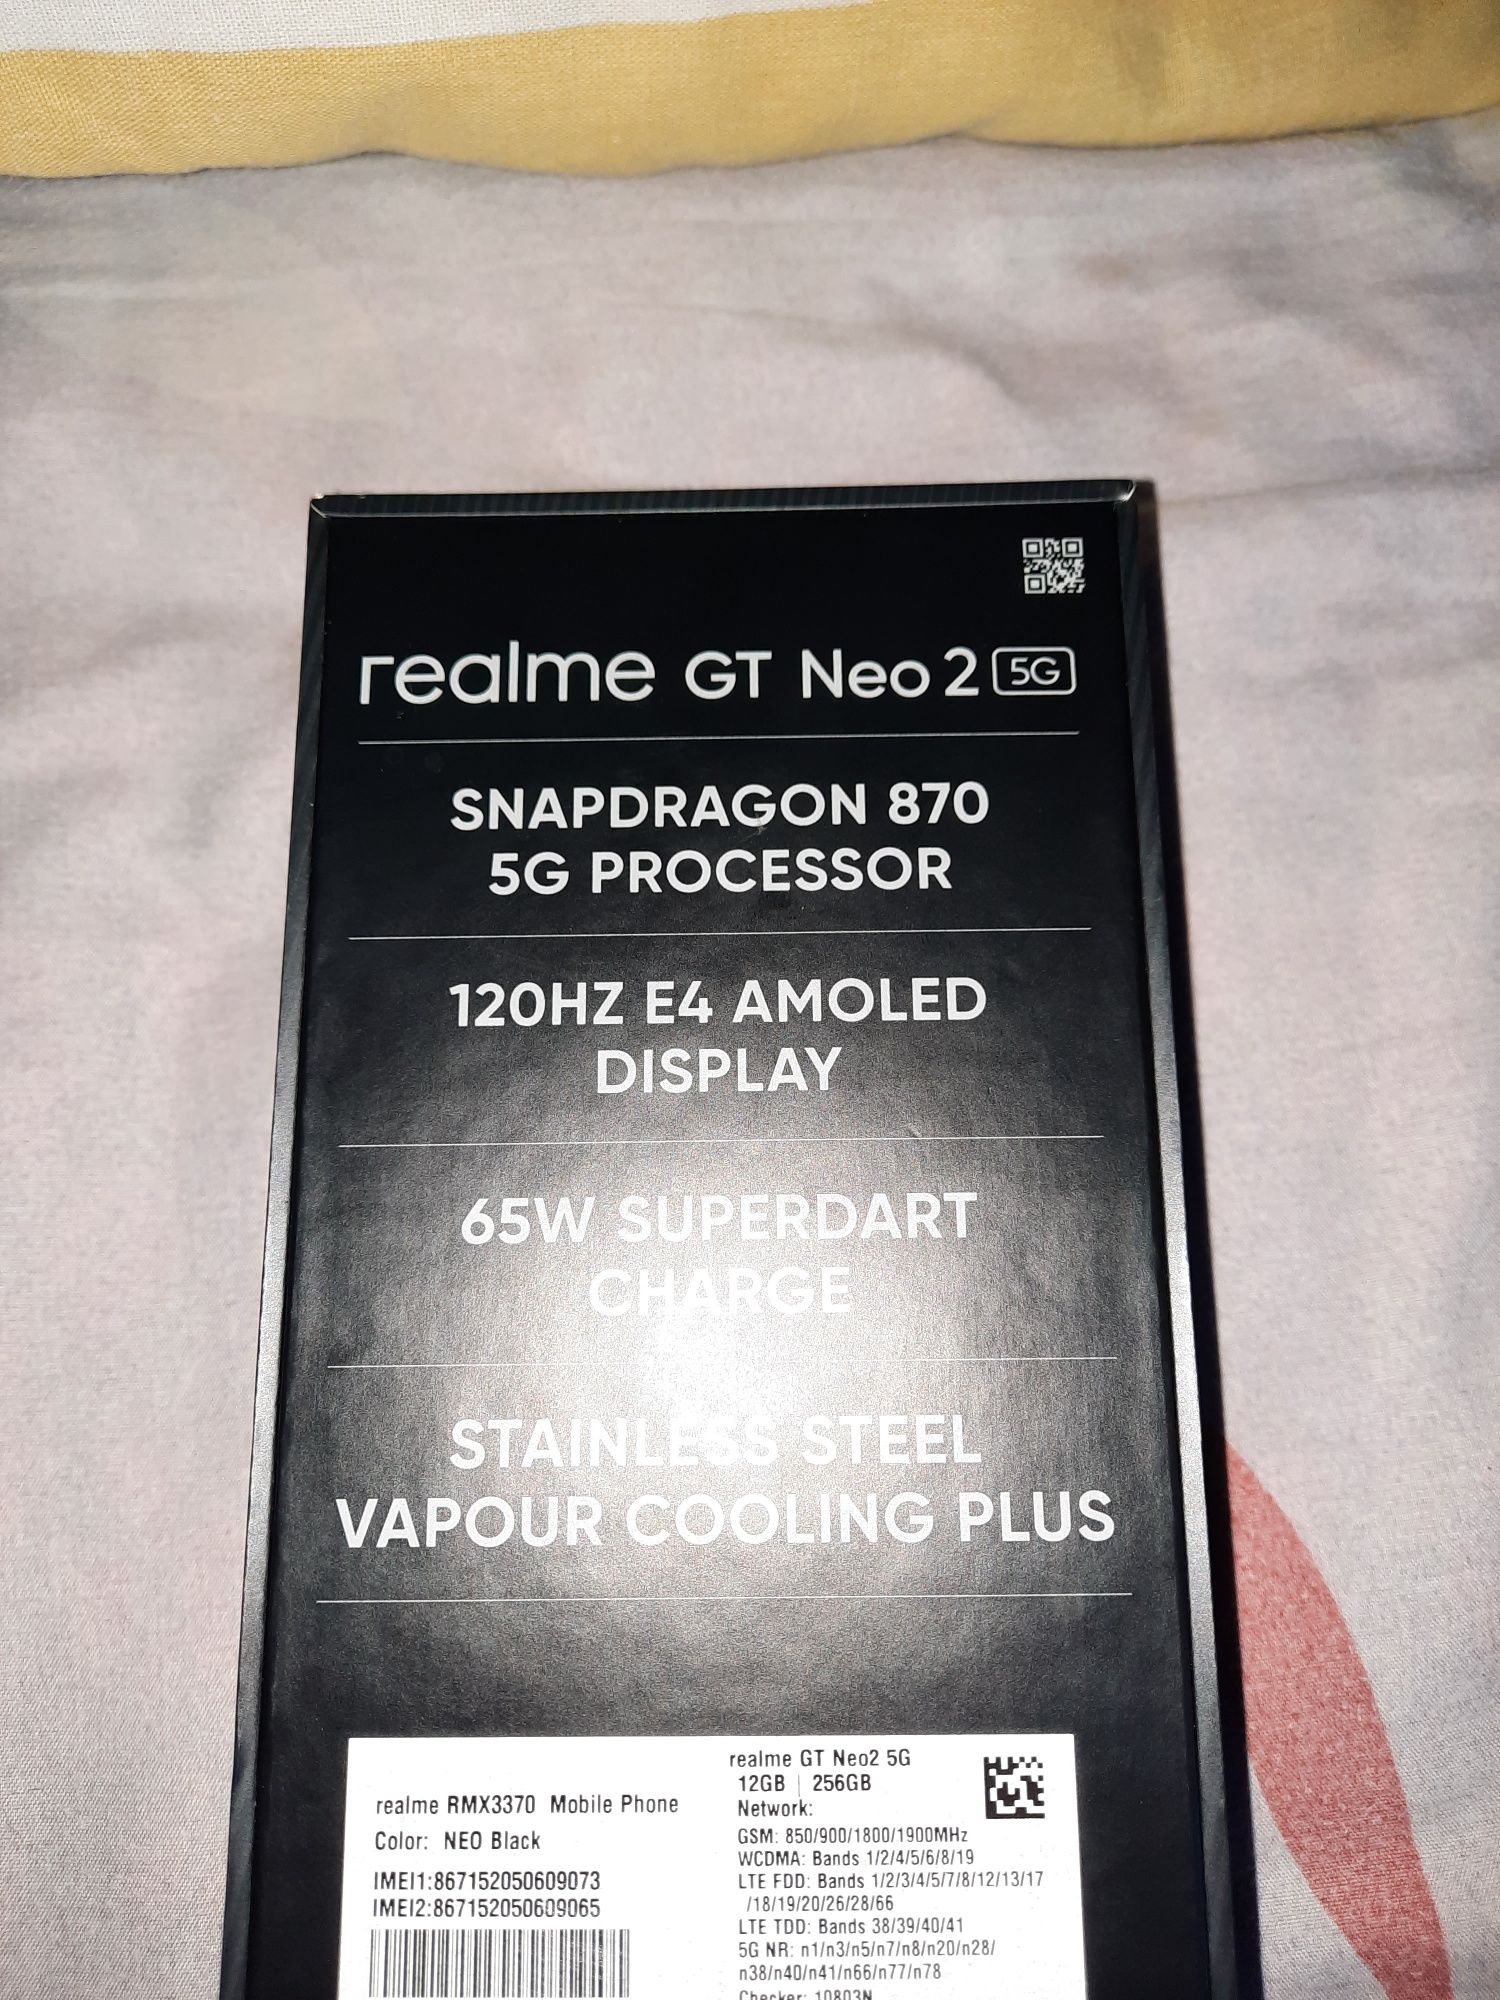 realme GT Neo 2 5G
SNAPDRAGON 870
5G PROCESSOR
120HZ E4 AMOLED
DISPLAY
65W SUPERDART
CHARGE
STAINLESS STEEL
VAPOUR COOLING PLUS
realme RMX3370 Mobile Phone
Color: NEO Black
IMEI1:867152050609073
IMEI2:867152050609065
realme GT Neo2 5G
12GB | 256GB
Network:
GSM: 850/900/1800/1900MHz
WCDMA: Bands 1/2/4/5/6/8/19
LTE FDD: Bands 1/2/3/4/5/7/8/12/13/17
/18/19/20/26/28/66
LTE TDD: Bands 38/39/40/41
5G NR: n1/n3/n5/n7/n8/n20/n28/
n38/n40/n41/n66/n77/n78
Checker: 10803N